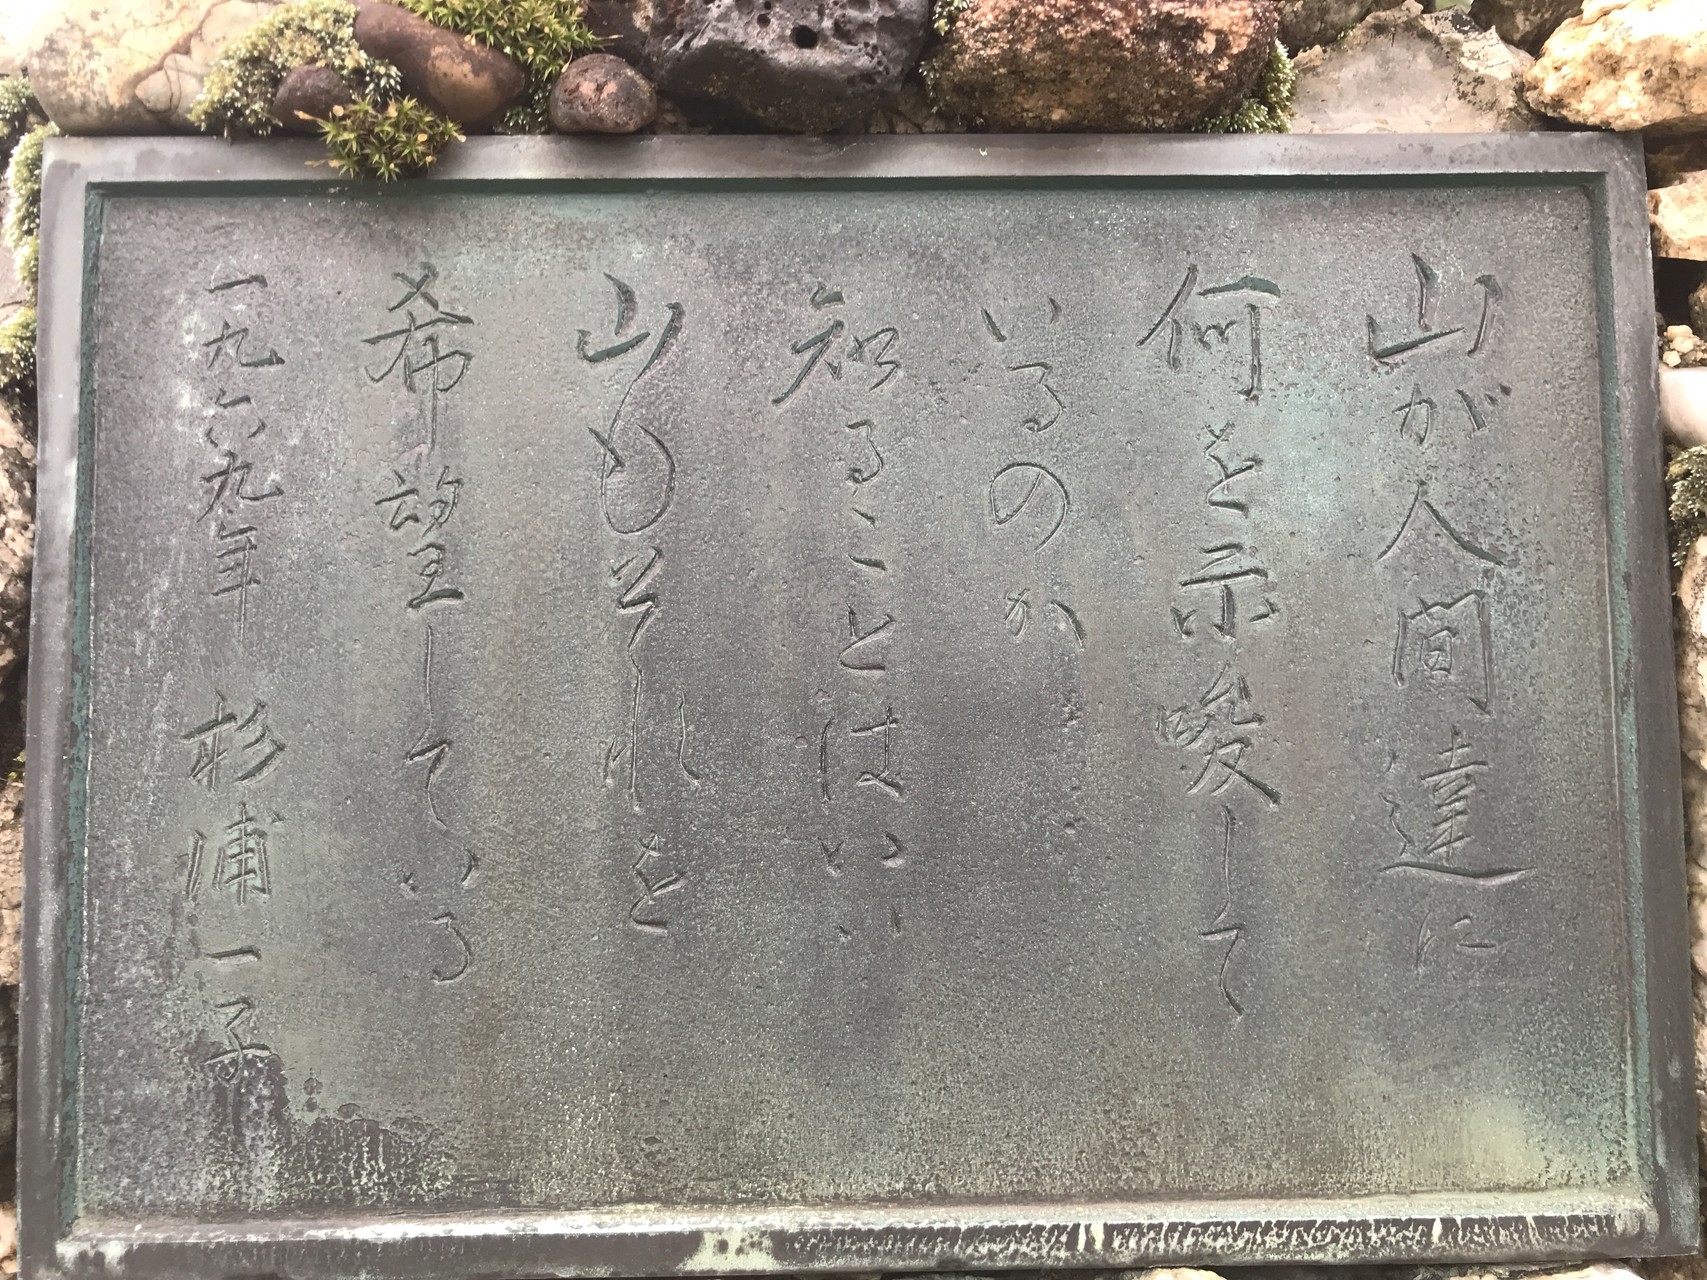 山が人間達に
何を示唆して
いるのか
知ることはいい
山もそれを
希望している
一九六九年 杉浦一子